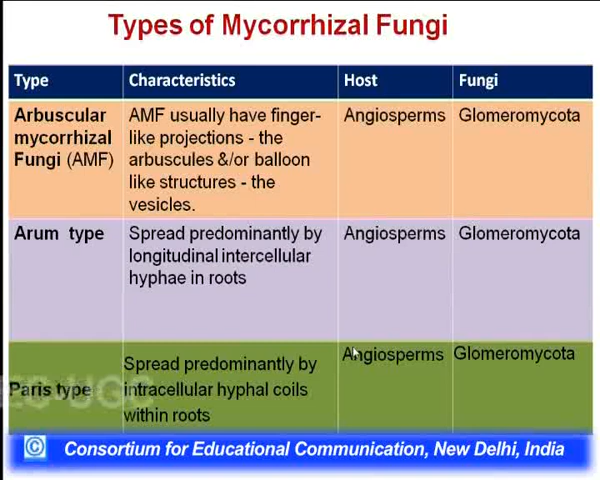 Types of Mycorrhizal Fungi
Type Characteristics Host Fungi
Arbuscular mycorrhizal Fungi (AMF)
AMF usually have finger-
like projections - the
arbuscules &/or balloon
like structures - the
vesicles.
Angiosperms
Glomeromycota
Arum type
Spread predominantly by
longitudinal intercellular
hyphae in roots
Angiosperms
Glomeromycota
Paris type
Spread predominantly by
intracellular hyphal coils
within roots
Angiosperms
Glomeromycota
© Consortium for Educational Communication, New Delhi, India